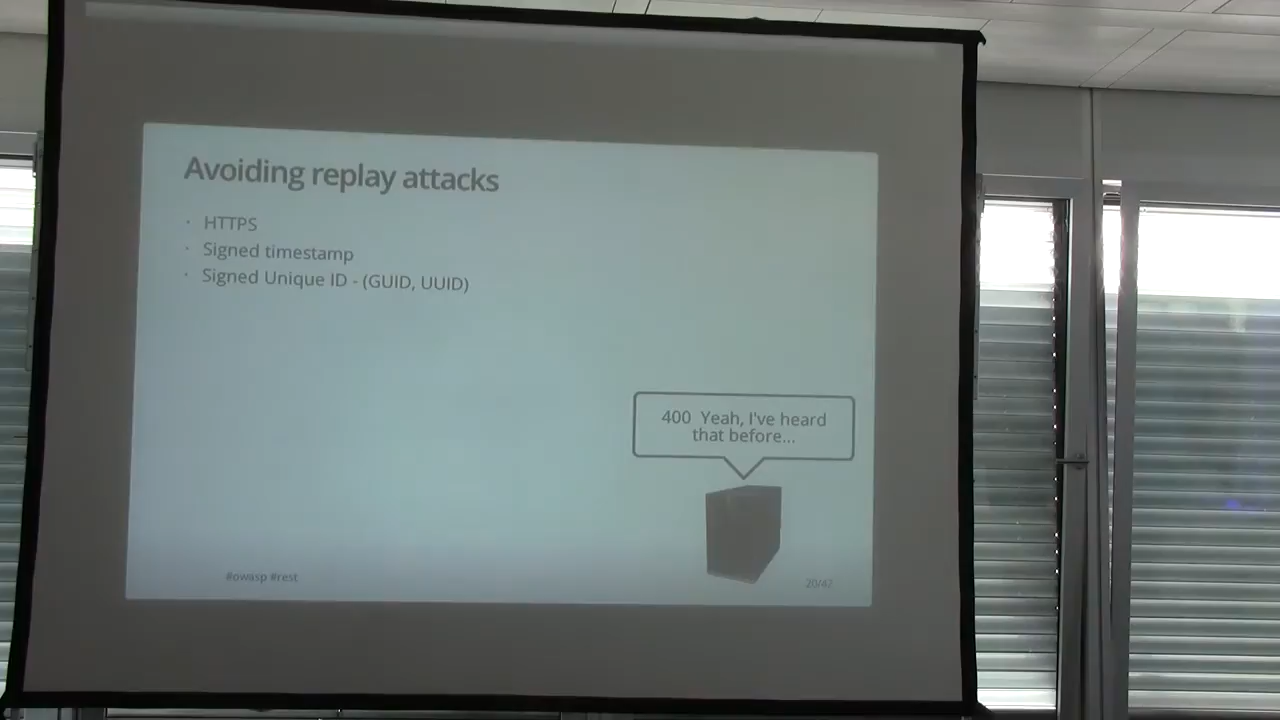 Avoiding replay attacks
· HTTPS
· Signed timestamp
· Signed Unique ID - (GUID, UUID)
400 Yeah, I've heard
that before...
#owasp #rest
20/47